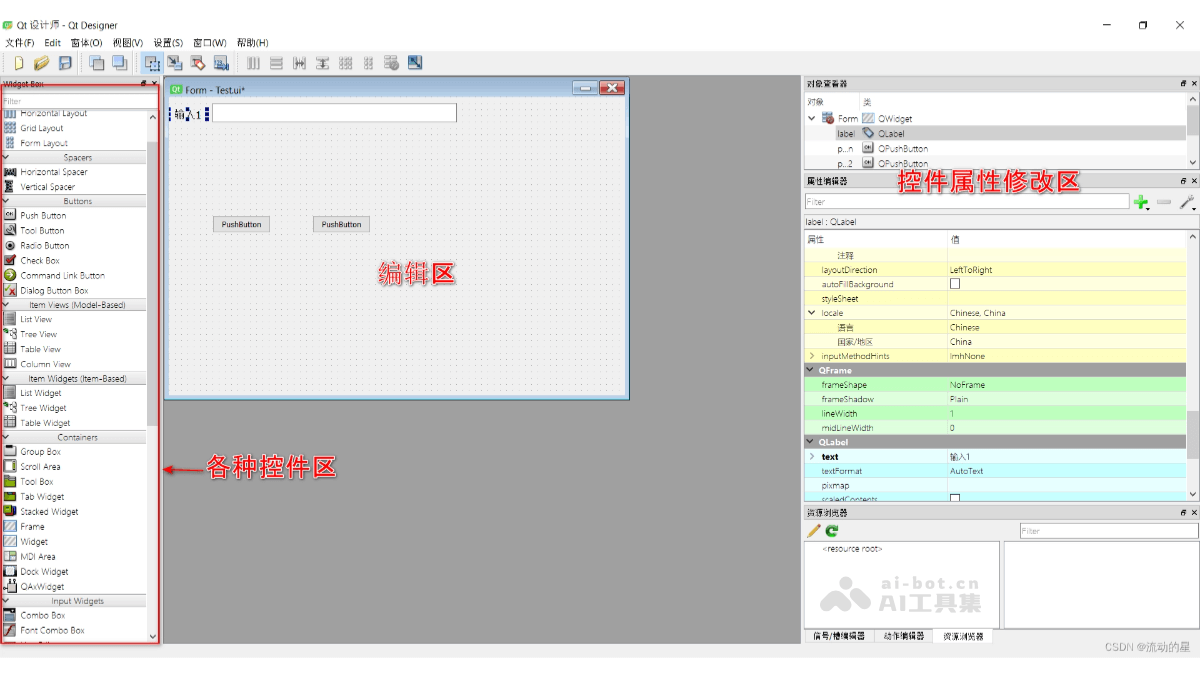 Qt 设计师 - Qt Designer
文件(F) Edit 窗体(O) 视图(V) 设置(S) 窗口(W) 帮助(H)
Widget Box
Filter
Horizontal Layout
Grid Layout
Form Layout
Spacers
Horizontal Spacer
Vertical Spacer
Buttons
Push Button
Tool Button
Radio Button
Check Box
Command Link Button
Dialog Button Box
Item Views (Model-Based)
List View
Tree View
Table View
Column View
Item Widgets (Item-Based)
List Widget
Tree Widget
Table Widget
Containers
Group Box
Scroll Area
Tool Box
Tab Widget
Stacked Widget
Frame
Widget
MDI Area
Dock Widget
QAxWidget
Input Widgets
Combo Box
Font Combo Box
Form - Test.ui*
输入1
PushButton PushButton
编辑区
各种控件区
对象查看器
对象 类
Form QWidget
label QLabel
p...n QPushButton
p...2 QPushButton
控件属性修改区
属性编辑器
Filter
label : QLabel
属性 值
注释
layoutDirection LeftToRight
autoFillBackground
styleSheet
locale Chinese, China
语言 Chinese
国家/地区 China
inputMethodHints ImhNone
QFrame
frameShape NoFrame
frameShadow Plain
lineWidth 1
midLineWidth 0
QLabel
text 输入1
textFormat AutoText
pixmap
scaledContents
资源浏览器
Filter
<resource root>
ai-bot.cn
AI工具集
信号/槽编辑器 动作编辑器 资源浏览器
CSDN @流动的星